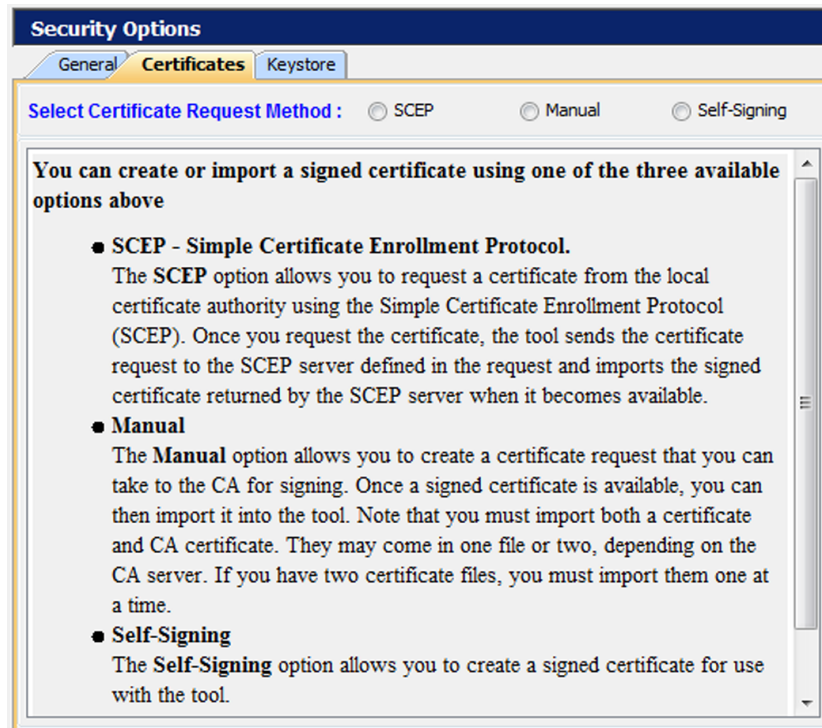 Security Options
General Certificates Keystore
Select Certificate Request Method : SCEP Manual Self-Signing
You can create or import a signed certificate using one of the three available
options above
SCEP - Simple Certificate Enrollment Protocol.
The SCEP option allows you to request a certificate from the local
certificate authority using the Simple Certificate Enrollment Protocol
(SCEP). Once you request the certificate, the tool sends the certificate
request to the SCEP server defined in the request and imports the signed
certificate returned by the SCEP server when it becomes available.
Manual
The Manual option allows you to create a certificate request that you can
take to the CA for signing. Once a signed certificate is available, you can
then import it into the tool. Note that you must import both a certificate
and CA certificate. They may come in one file or two, depending on the
CA server. If you have two certificate files, you must import them one at
a time.
Self-Signing
The Self-Signing option allows you to create a signed certificate for use
with the tool.